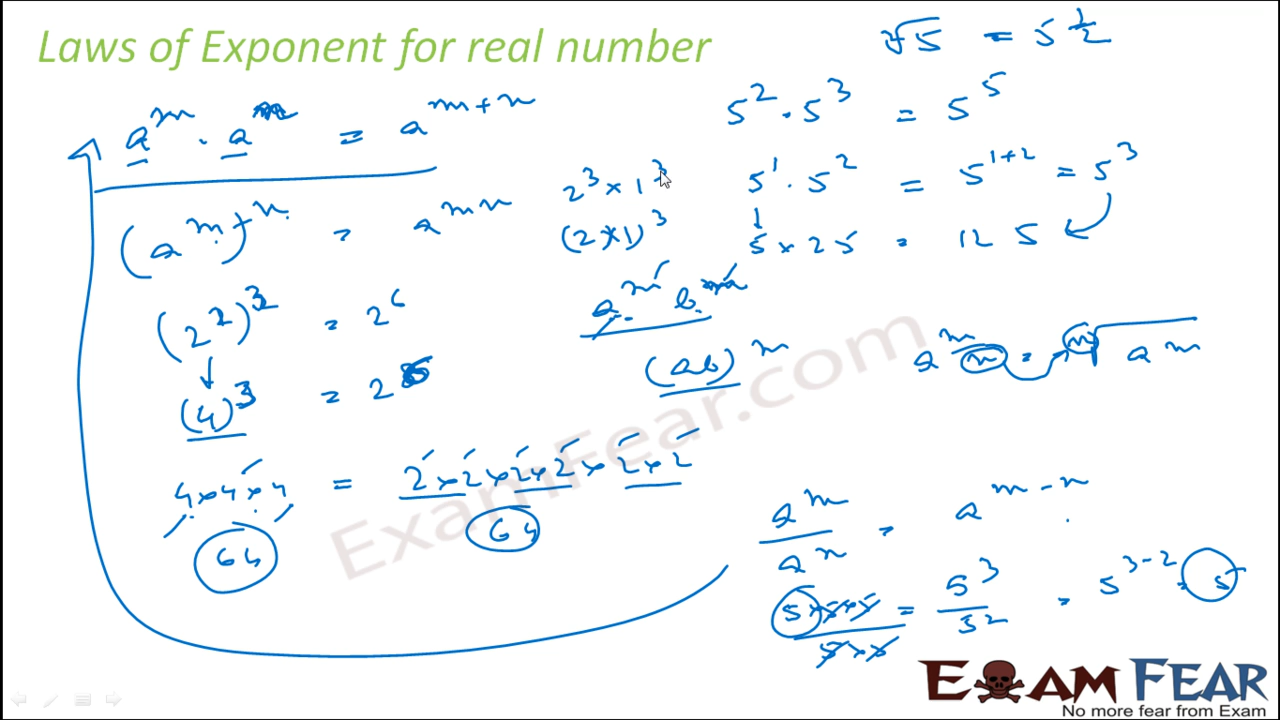 Laws of Exponent for real number
√5 = 5^1/2
a^m . a^n = a^m+n
5^2 . 5^3 = 5^5
2^3 × 1^3
5^1 . 5^2 = 5^1+2 = 5^3
(a^m)^n = a^mn
(2×1)^3
5 × 25 = 125
a^m b^m
(2^2)^3 = 2^6
(ab)^m
a^m/n = n√a^m
(4)^3 = 2^6
4×4×4 = 2×2×2×2×2×2
64
64
a^m/a^n = a^m-n
5×5×5/5×5 = 5^3/5^2 = 5^3-2 = 5
ExamFear.com
EXAM FEAR
No more fear from Exam